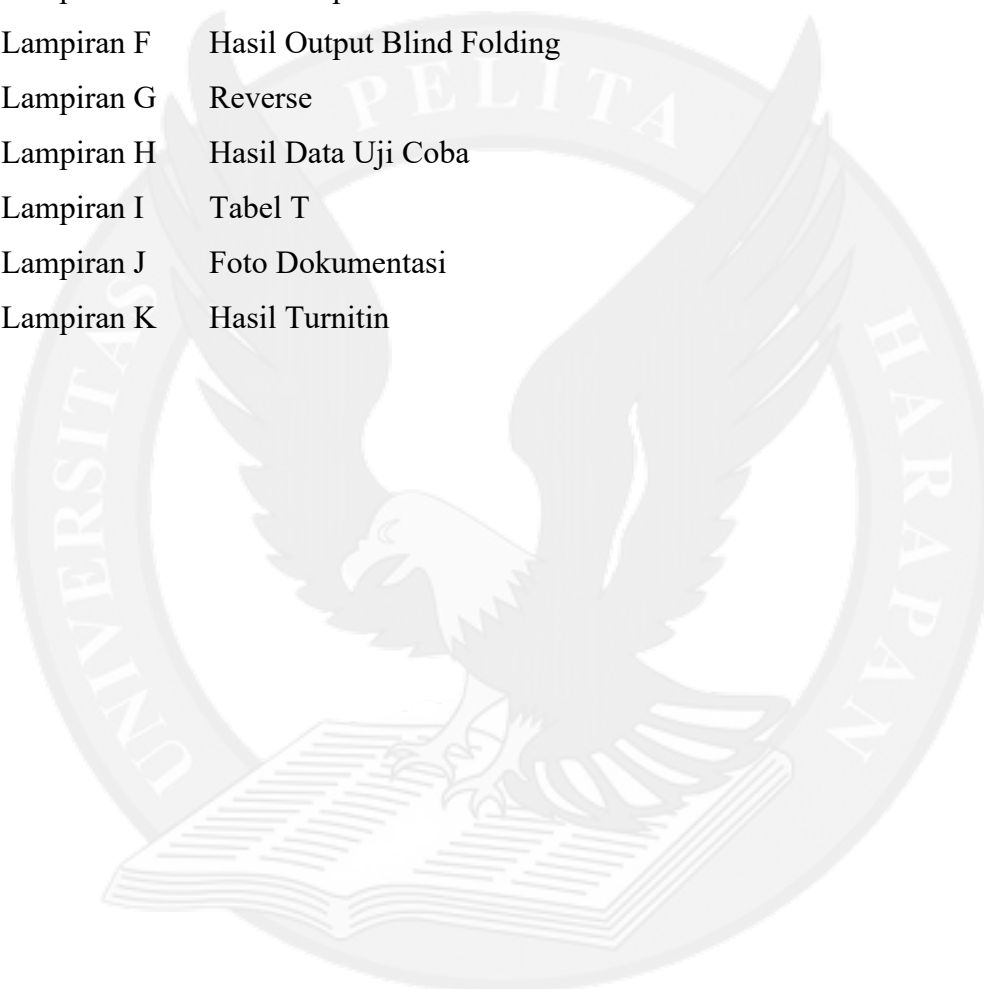 Lampiran F Hasil Output Blind Folding
Lampiran G Reverse
Lampiran H Hasil Data Uji Coba
Lampiran I Tabel T
Lampiran J Foto Dokumentasi
Lampiran K Hasil Turnitin
UNIVERSITAS PELITA HARAPAN